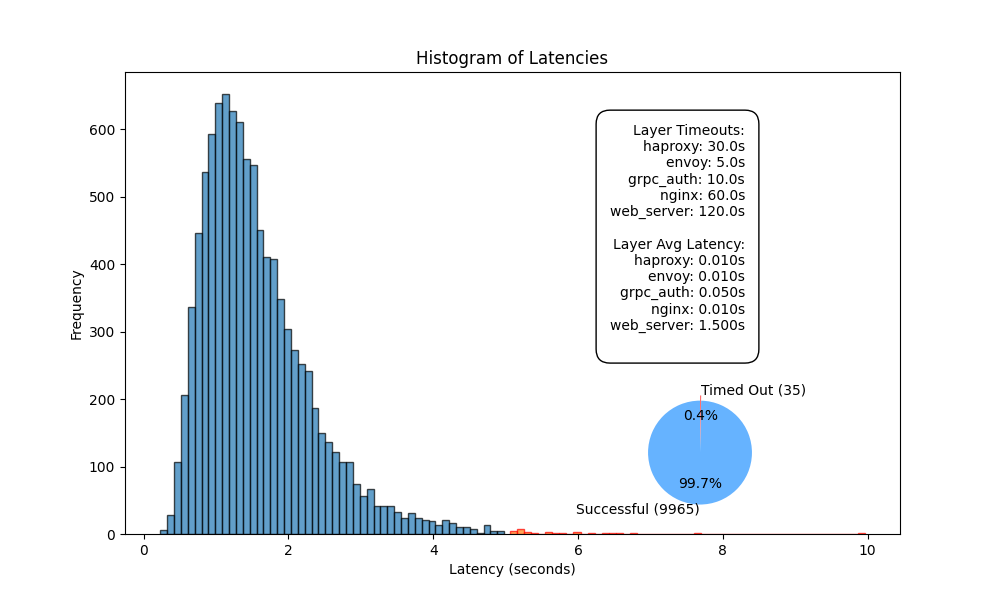 Histogram of Latencies
Frequency
600
500
400
300
200
100
0
Layer Timeouts:
haproxy: 30.0s
envoy: 5.0s
grpc_auth: 10.0s
nginx: 60.0s
web_server: 120.0s
Layer Avg Latency:
haproxy: 0.010s
envoy: 0.010s
grpc_auth: 0.050s
nginx: 0.010s
web_server: 1.500s
Timed Out (35)
0.4%
99.7%
Successful (9965)
0 2 4 6 8 10
Latency (seconds)